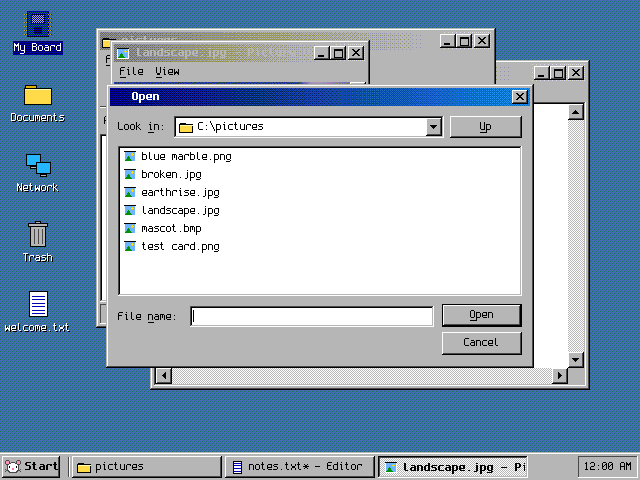 My Board
Documents
Network
Trash
welcome.txt
pictures
landscape.jpg - Pictur
File View
Open
Look in: C:\pictures Up
blue marble.png
broken.jpg
earthrise.jpg
landscape.jpg
mascot.bmp
test card.png
File name: Open
Cancel
Start pictures notes.txt* - Editor landscape.jpg - Pi 12:00 AM